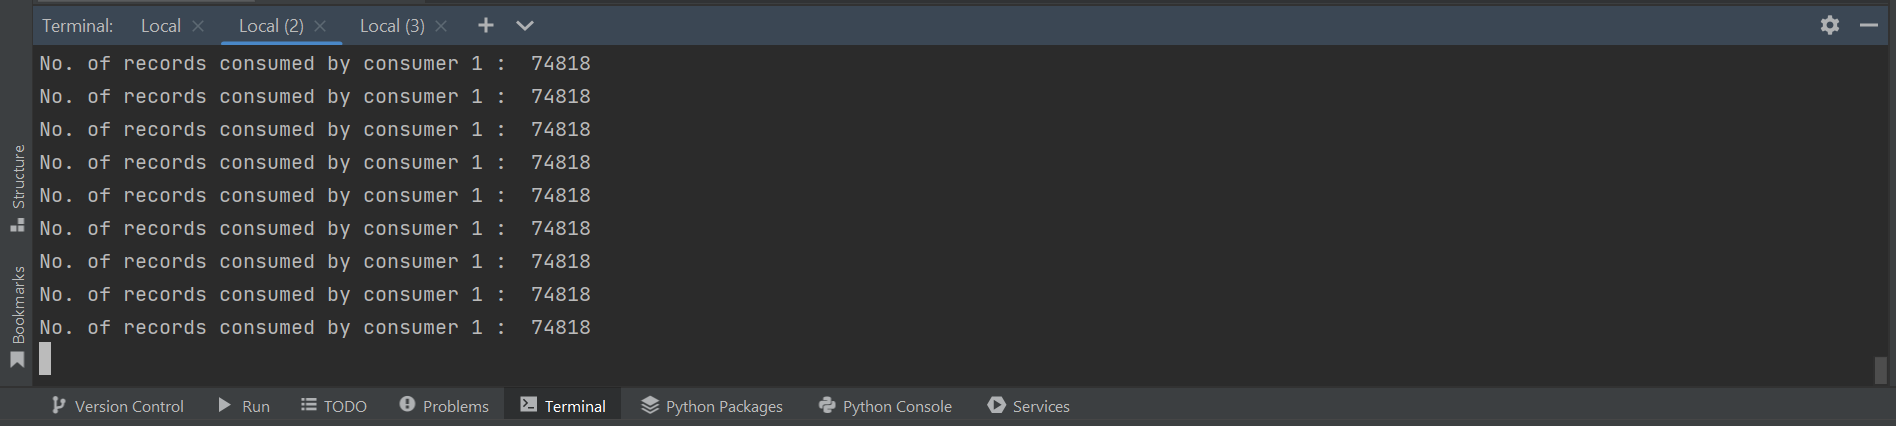 Terminal: Local Local (2) Local (3)
No. of records consumed by consumer 1 :  74818
No. of records consumed by consumer 1 :  74818
No. of records consumed by consumer 1 :  74818
No. of records consumed by consumer 1 :  74818
No. of records consumed by consumer 1 :  74818
No. of records consumed by consumer 1 :  74818
No. of records consumed by consumer 1 :  74818
No. of records consumed by consumer 1 :  74818
No. of records consumed by consumer 1 :  74818
Structure
Bookmarks
Version Control Run TODO Problems Terminal Python Packages Python Console Services